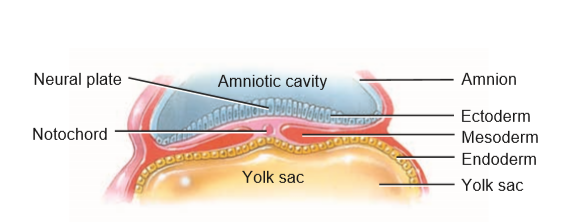 Neural plate
Amniotic cavity
Amnion
Ectoderm
Notochord
Mesoderm
Endoderm
Yolk sac
Yolk sac